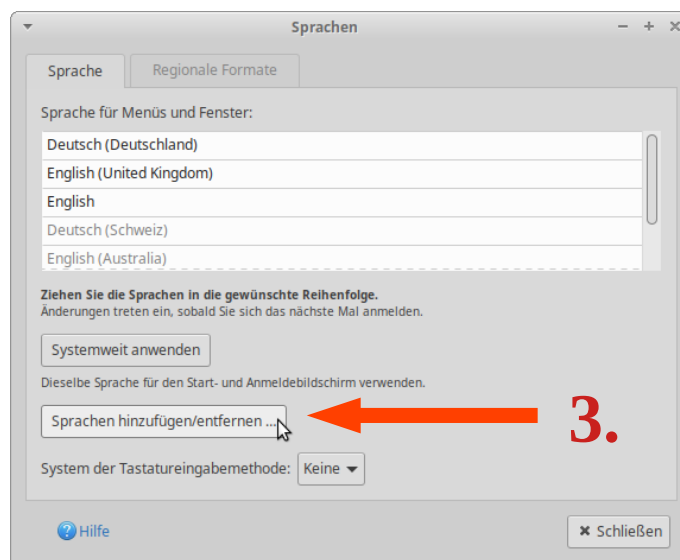 Sprachen
Sprache
Regionale Formate
Sprache für Menüs und Fenster:
Deutsch (Deutschland)
English (United Kingdom)
English
Deutsch (Schweiz)
English (Australia)
Ziehen Sie die Sprachen in die gewünschte Reihenfolge.
Änderungen treten ein, sobald Sie sich das nächste Mal anmelden.
Systemweit anwenden
Dieselbe Sprache für den Start- und Anmeldebildschirm verwenden.
Sprachen hinzufügen/entfernen ...
3.
System der Tastatureingabemethode: Keine
Hilfe
Schließen